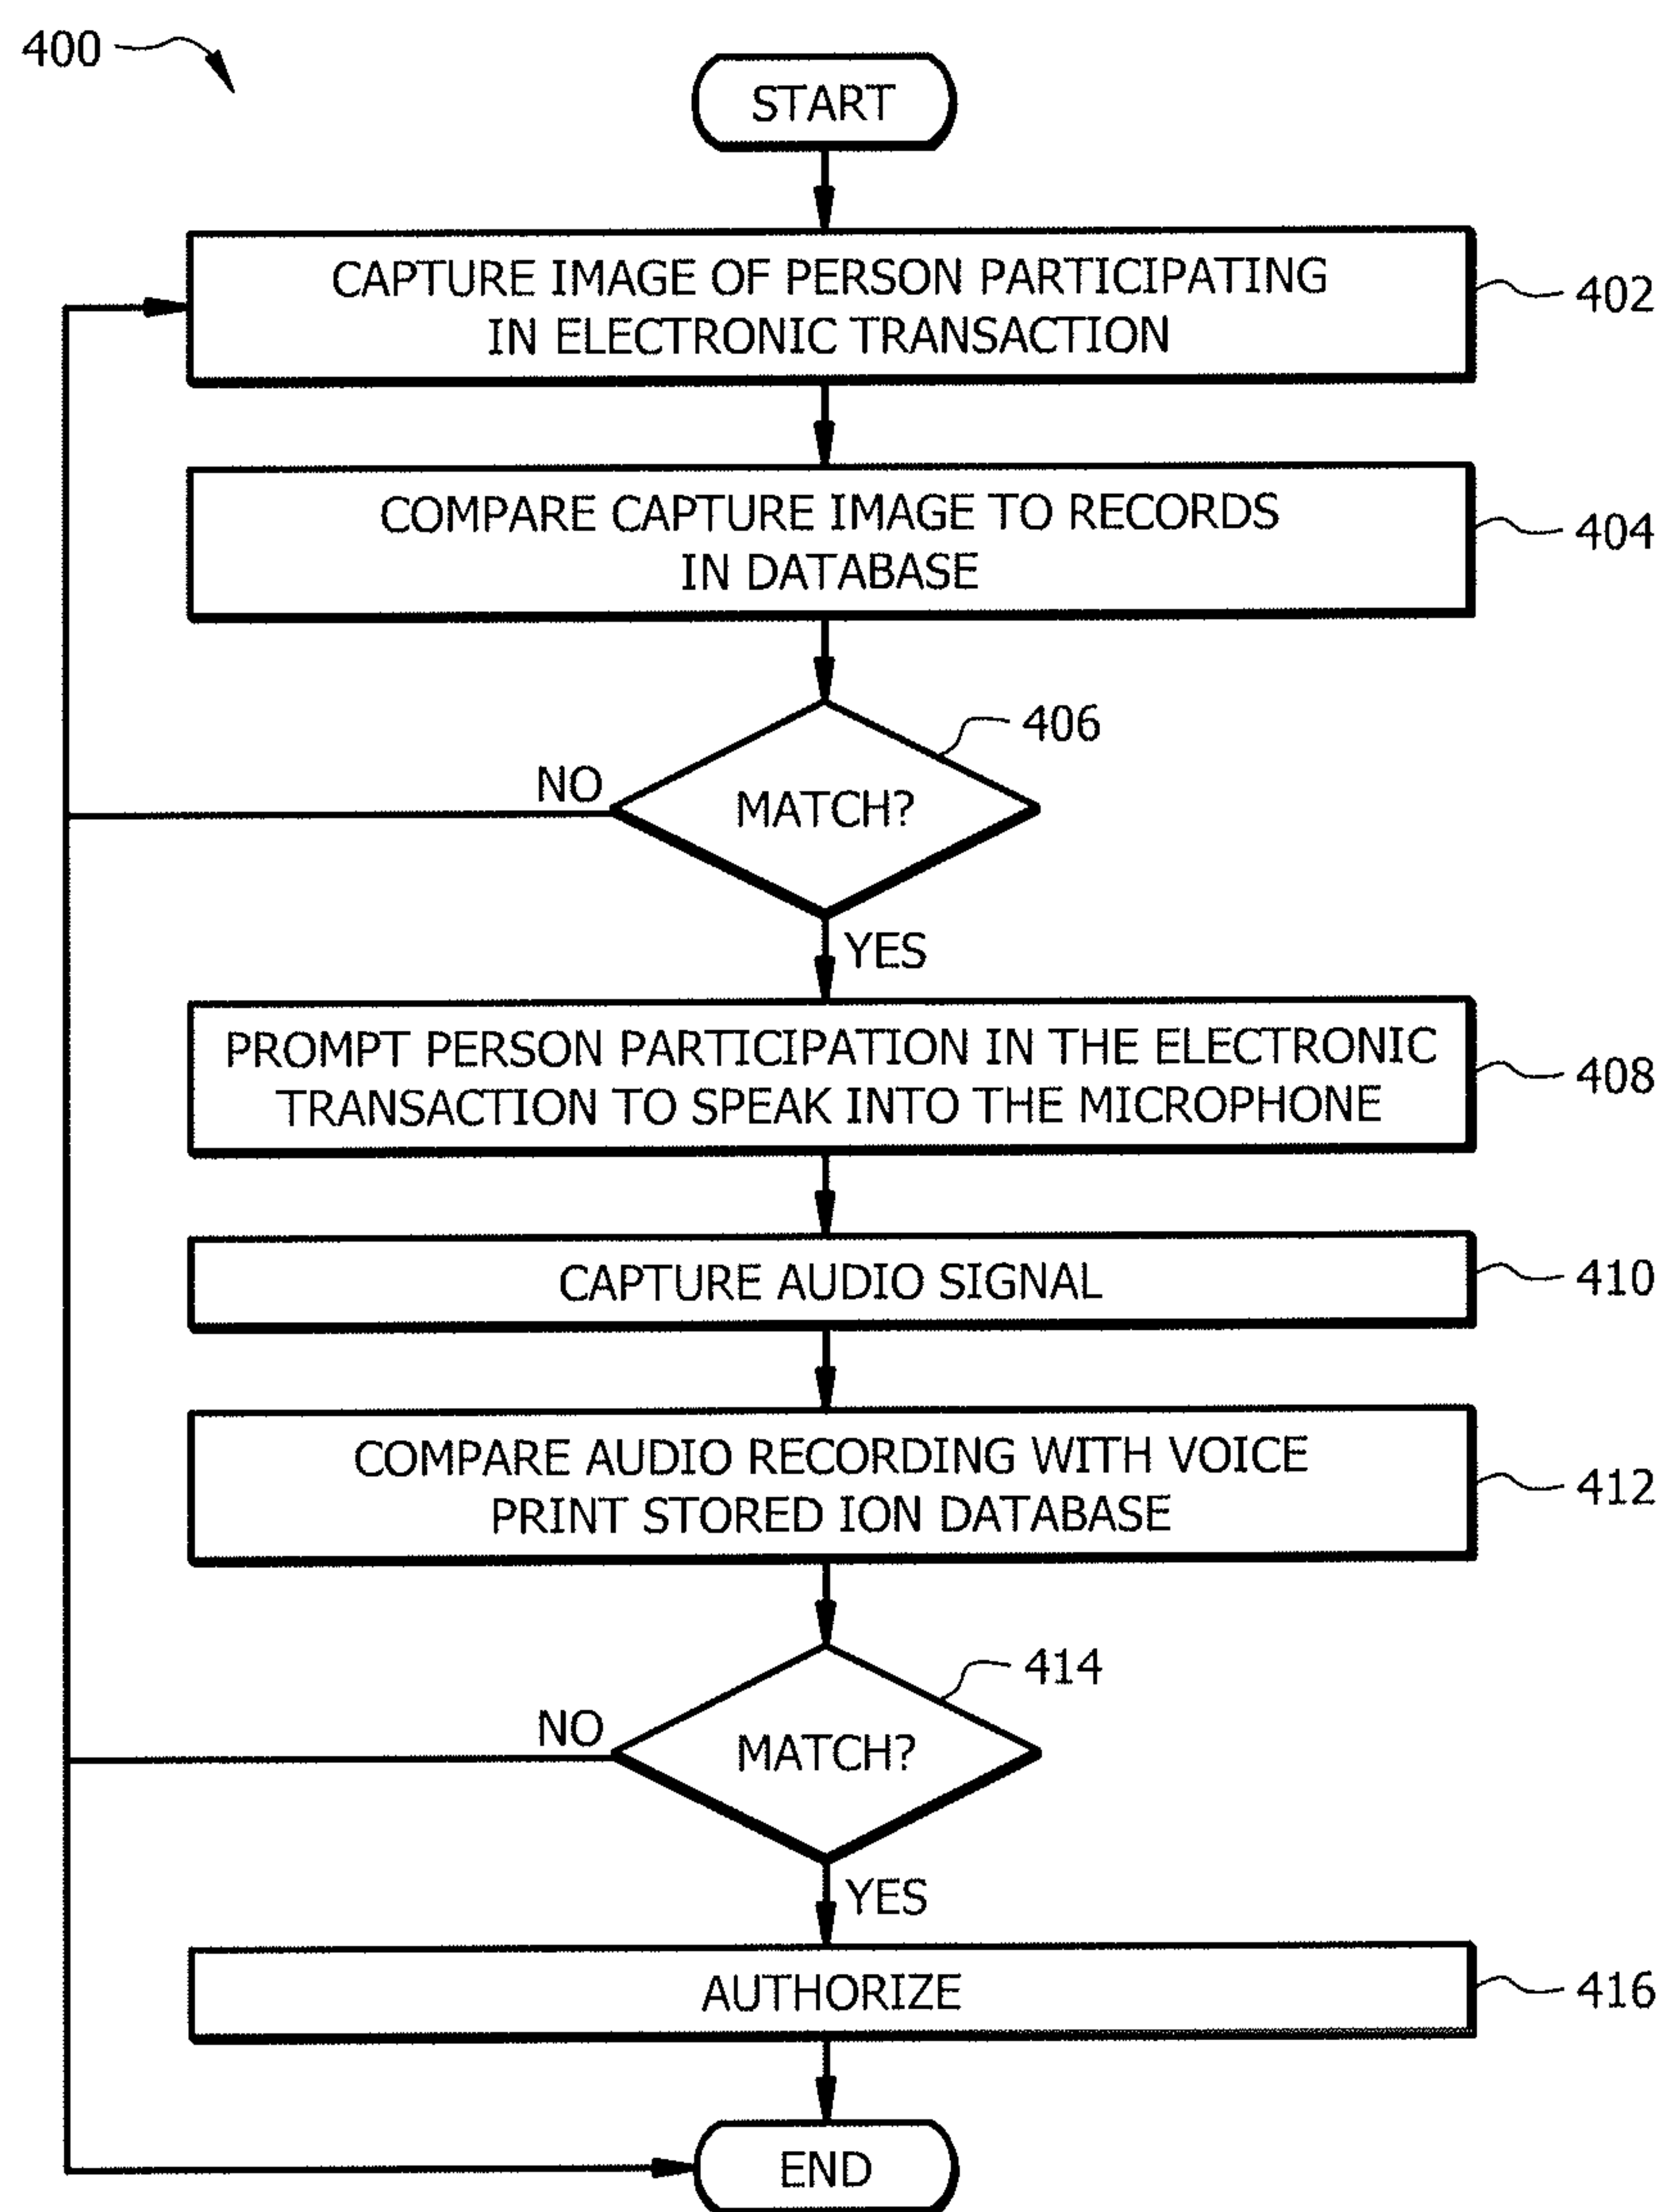 400
START
CAPTURE IMAGE OF PERSON PARTICIPATING
IN ELECTRONIC TRANSACTION
402
COMPARE CAPTURE IMAGE TO RECORDS
IN DATABASE
404
406
NO
MATCH?
YES
PROMPT PERSON PARTICIPATION IN THE ELECTRONIC
TRANSACTION TO SPEAK INTO THE MICROPHONE
408
CAPTURE AUDIO SIGNAL
410
COMPARE AUDIO RECORDING WITH VOICE
PRINT STORED ION DATABASE
412
414
NO
MATCH?
YES
AUTHORIZE
416
END